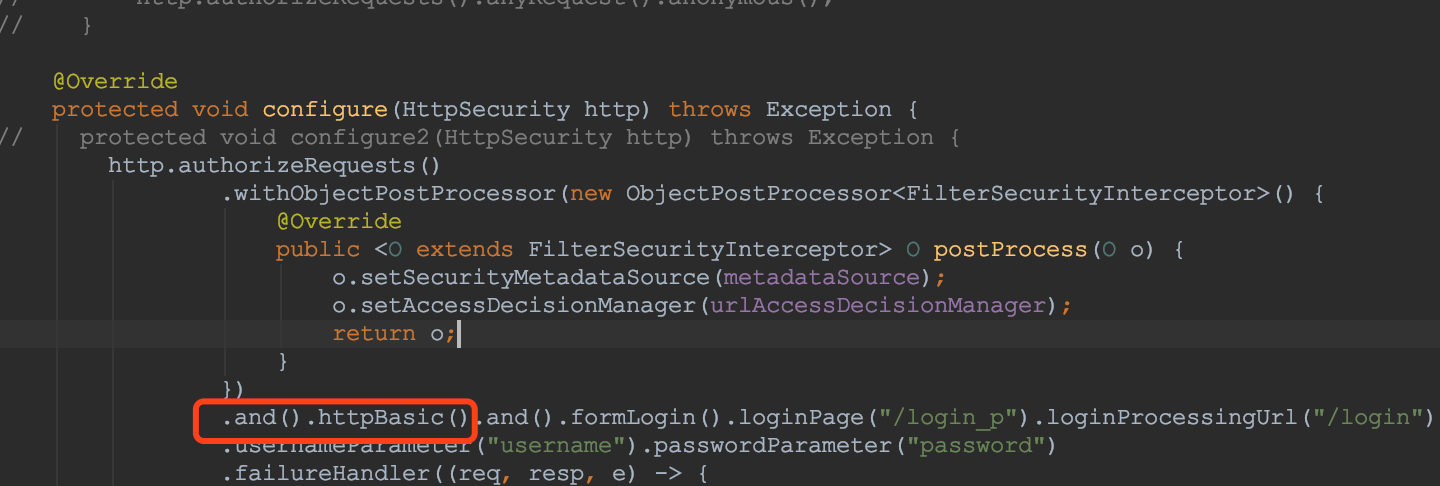 //        http.authorizeRequests().anyRequest().anonymous();
//    }
@Override
protected void configure(HttpSecurity http) throws Exception {
//    protected void configure2(HttpSecurity http) throws Exception {
http.authorizeRequests()
.withObjectPostProcessor(new ObjectPostProcessor<FilterSecurityInterceptor>() {
@Override
public <O extends FilterSecurityInterceptor> O postProcess(O o) {
o.setSecurityMetadataSource(metadataSource);
o.setAccessDecisionManager(urlAccessDecisionManager);
return o;
}
})
.and().httpBasic().and().formLogin().loginPage("/login_p").loginProcessingUrl("/login")
.usernameParameter("username").passwordParameter("password")
.failureHandler((req, resp, e) -> {